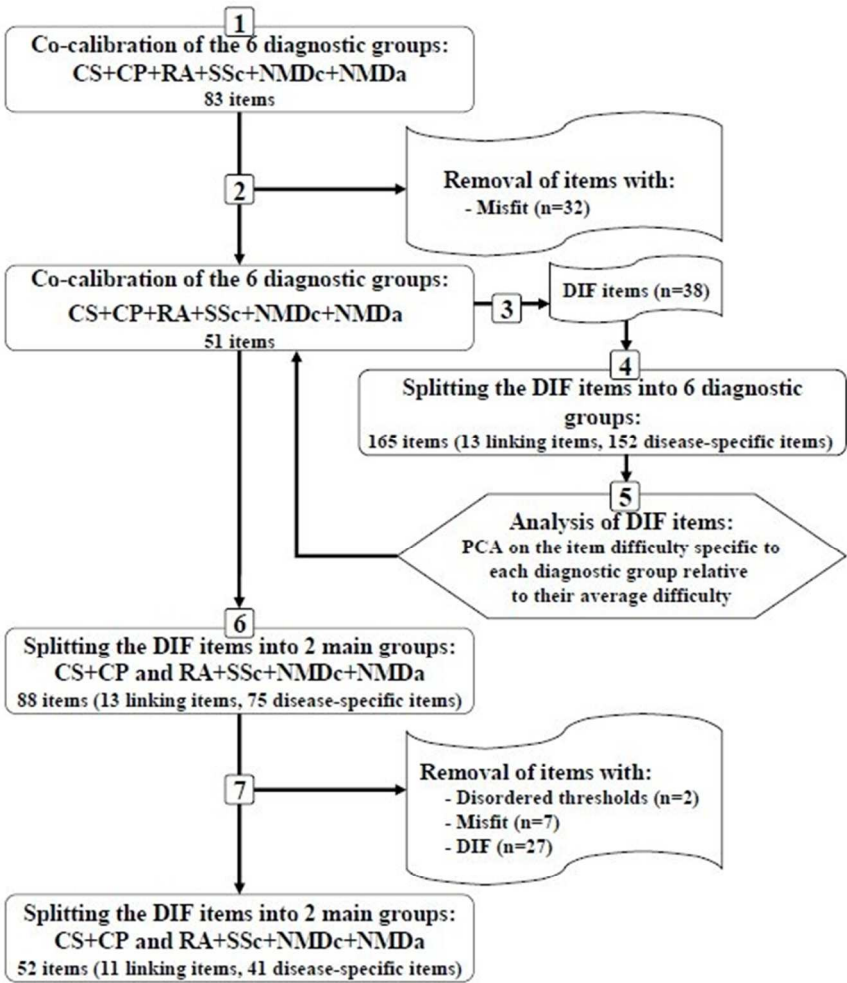 1
Co-calibration of the 6 diagnostic groups:
CS+CP+RA+SSc+NMDc+NMDa
83 items
2
Removal of items with:
- Misfit (n=32)
Co-calibration of the 6 diagnostic groups:
CS+CP+RA+SSc+NMDc+NMDa
51 items
3
DIF items (n=38)
4
Splitting the DIF items into 6 diagnostic
groups:
165 items (13 linking items, 152 disease-specific items)
5
Analysis of DIF items:
PCA on the item difficulty specific to
each diagnostic group relative
to their average difficulty
6
Splitting the DIF items into 2 main groups:
CS+CP and RA+SSc+NMDc+NMDa
88 items (13 linking items, 75 disease-specific items)
7
Removal of items with:
- Disordered thresholds (n=2)
- Misfit (n=7)
- DIF (n=27)
Splitting the DIF items into 2 main groups:
CS+CP and RA+SSc+NMDc+NMDa
52 items (11 linking items, 41 disease-specific items)